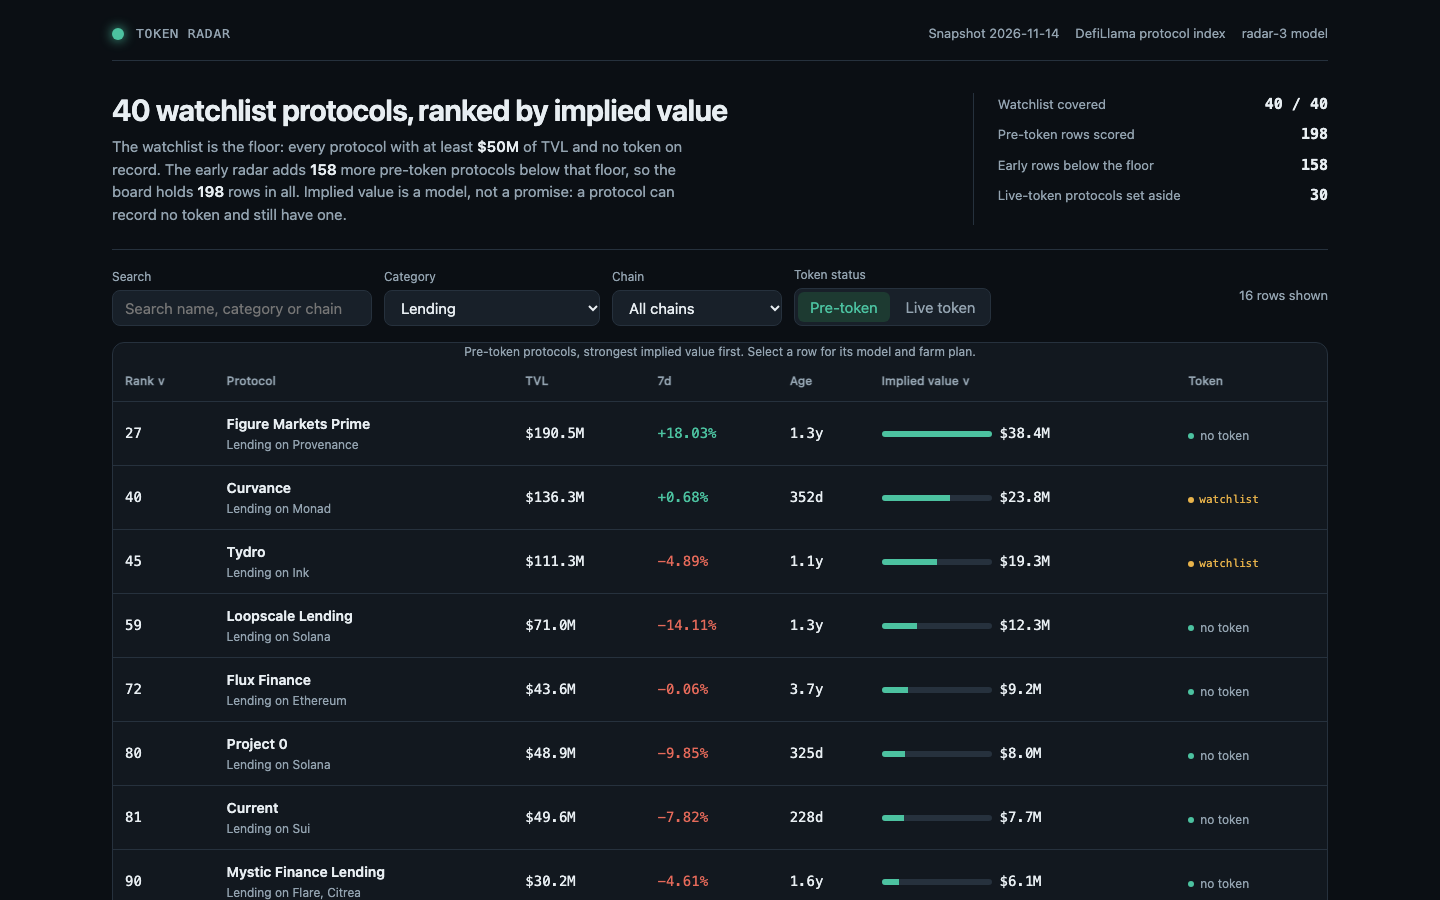 TOKEN RADAR
Snapshot 2026-11-14 DefiLlama protocol index radar-3 model
40 watchlist protocols, ranked by implied value
The watchlist is the floor: every protocol with at least $50M of TVL and no token on
record. The early radar adds 158 more pre-token protocols below that floor, so the
board holds 198 rows in all. Implied value is a model, not a promise: a protocol can
record no token and still have one.
Watchlist covered 40 / 40
Pre-token rows scored 198
Early rows below the floor 158
Live-token protocols set aside 30
Search Category Chain Token status
Search name, category or chain Lending All chains Pre-token Live token
16 rows shown
Pre-token protocols, strongest implied value first. Select a row for its model and farm plan.
Rank v Protocol TVL 7d Age Implied value v Token
27 Figure Markets Prime $190.5M +18.03% 1.3y $38.4M no token
Lending on Provenance
40 Curvance $136.3M +0.68% 352d $23.8M watchlist
Lending on Monad
45 Tydro $111.3M −4.89% 1.1y $19.3M watchlist
Lending on Ink
59 Loopscale Lending $71.0M −14.11% 1.3y $12.3M no token
Lending on Solana
72 Flux Finance $43.6M −0.06% 3.7y $9.2M no token
Lending on Ethereum
80 Project 0 $48.9M −9.85% 325d $8.0M no token
Lending on Solana
81 Current $49.6M −7.82% 228d $7.7M no token
Lending on Sui
90 Mystic Finance Lending $30.2M −4.61% 1.6y $6.1M no token
Lending on Flare, Citrea